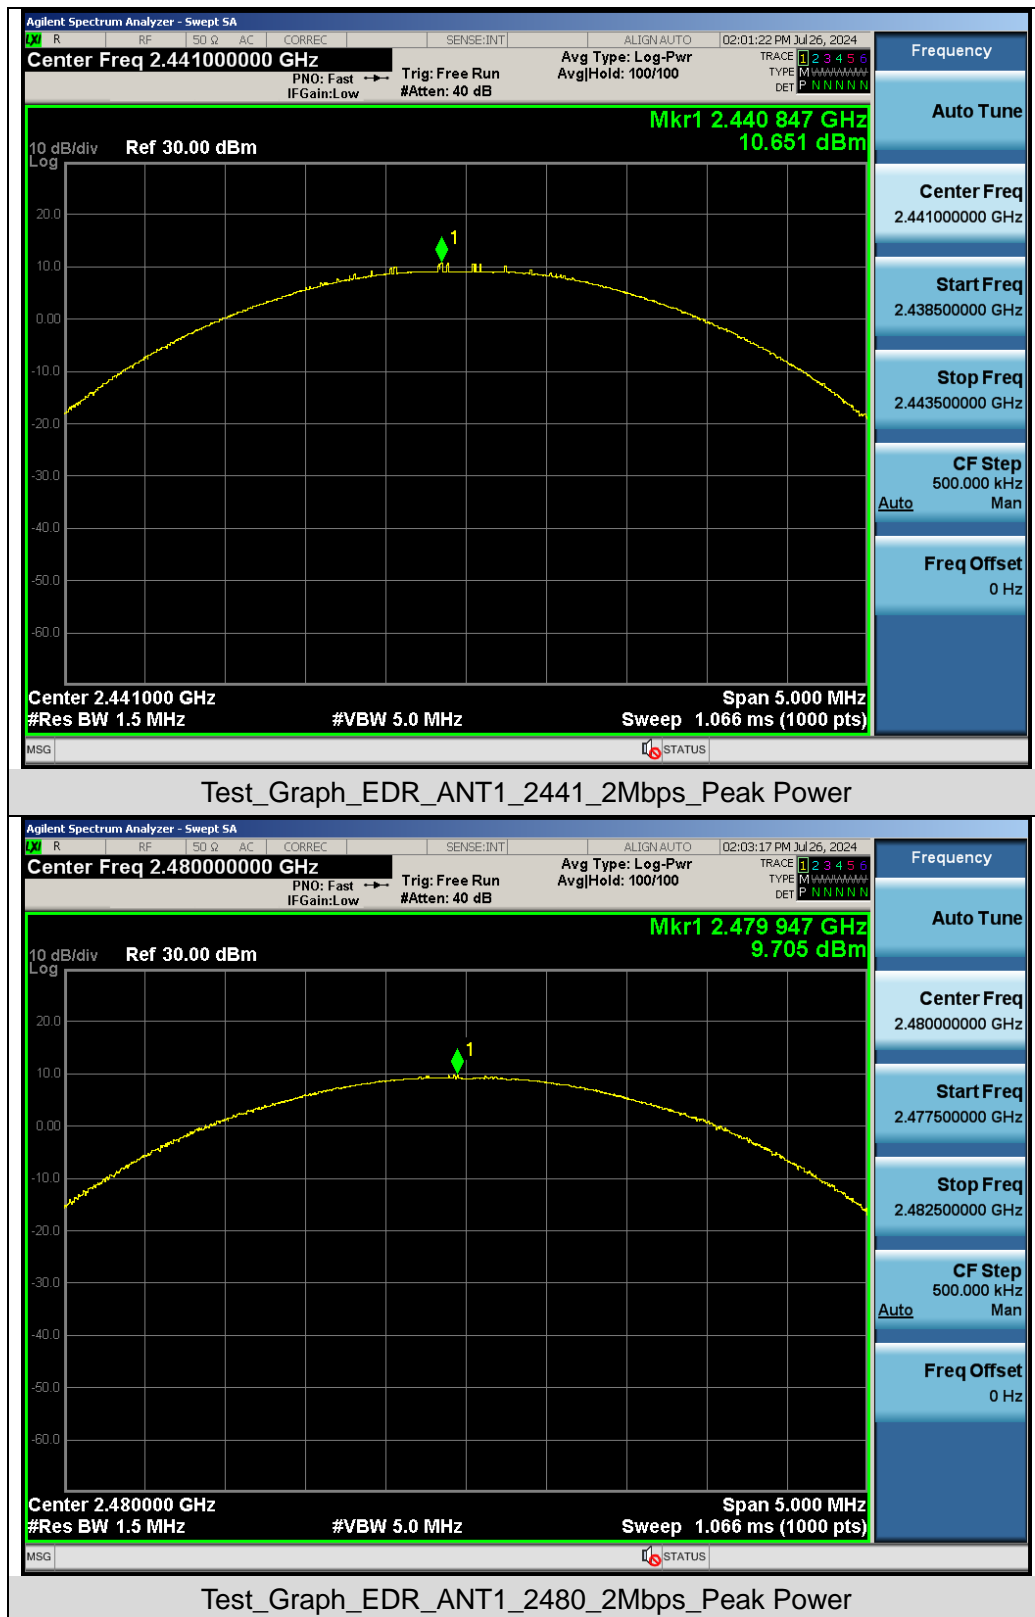 Agilent Spectrum Analyzer - Swept SA
LXI R RF 50 Ω AC CORREC SENSE:INT ALIGN AUTO 02:01:22 PM Jul 26, 2024
Center Freq 2.441000000 GHz
PNO: Fast
IFGain:Low
Trig: Free Run
#Atten: 40 dB
Avg Type: Log-Pwr
Avg|Hold: 100/100
TRACE 1 2 3 4 5 6
TYPE M
DET P N N N N N
Mkr1 2.440 847 GHz
10.651 dBm
10 dB/div
Log
Ref 30.00 dBm
1
20.0
10.0
0.00
-10.0
-20.0
-30.0
-40.0
-50.0
-60.0
Center 2.441000 GHz
Span 5.000 MHz
#Res BW 1.5 MHz
#VBW 5.0 MHz
Sweep 1.066 ms (1000 pts)
MSG
STATUS
Frequency
Auto Tune
Center Freq
2.441000000 GHz
Start Freq
2.438500000 GHz
Stop Freq
2.443500000 GHz
CF Step
500.000 kHz
Auto Man
Freq Offset
0 Hz
Test_Graph_EDR_ANT1_2441_2Mbps_Peak Power
Agilent Spectrum Analyzer - Swept SA
LXI R RF 50 Ω AC CORREC SENSE:INT ALIGN AUTO 02:03:17 PM Jul 26, 2024
Center Freq 2.480000000 GHz
PNO: Fast
IFGain:Low
Trig: Free Run
#Atten: 40 dB
Avg Type: Log-Pwr
Avg|Hold: 100/100
TRACE 1 2 3 4 5 6
TYPE M
DET P N N N N N
Mkr1 2.479 947 GHz
9.705 dBm
10 dB/div
Log
Ref 30.00 dBm
1
20.0
10.0
0.00
-10.0
-20.0
-30.0
-40.0
-50.0
-60.0
Center 2.480000 GHz
Span 5.000 MHz
#Res BW 1.5 MHz
#VBW 5.0 MHz
Sweep 1.066 ms (1000 pts)
MSG
STATUS
Frequency
Auto Tune
Center Freq
2.480000000 GHz
Start Freq
2.477500000 GHz
Stop Freq
2.482500000 GHz
CF Step
500.000 kHz
Auto Man
Freq Offset
0 Hz
Test_Graph_EDR_ANT1_2480_2Mbps_Peak Power